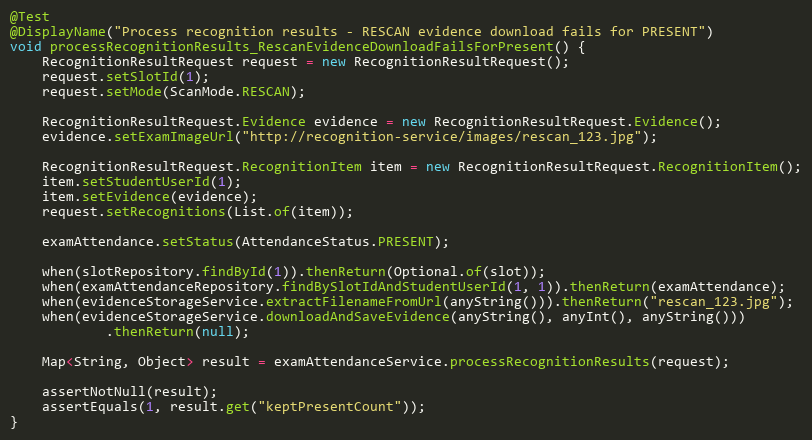 @Test
@DisplayName("Process recognition results - RESCAN evidence download fails for PRESENT")
void processRecognitionResults_RescanEvidenceDownloadFailsForPresent() {
    RecognitionResultRequest request = new RecognitionResultRequest();
    request.setSlotId(1);
    request.setMode(ScanMode.RESCAN);

    RecognitionResultRequest.Evidence evidence = new RecognitionResultRequest.Evidence();
    evidence.setExamImageUrl("http://recognition-service/images/rescan_123.jpg");

    RecognitionResultRequest.RecognitionItem item = new RecognitionResultRequest.RecognitionItem();
    item.setStudentUserId(1);
    item.setEvidence(evidence);
    request.setRecognitions(List.of(item));

    examAttendance.setStatus(AttendanceStatus.PRESENT);

    when(slotRepository.findById(1)).thenReturn(Optional.of(slot));
    when(examAttendanceRepository.findBySlotIdAndStudentUserId(1, 1)).thenReturn(examAttendance);
    when(evidenceStorageService.extractFilenameFromUrl(anyString())).thenReturn("rescan_123.jpg");
    when(evidenceStorageService.downloadAndSaveEvidence(anyString(), anyInt(), anyString()))
            .thenReturn(null);

    Map<String, Object> result = examAttendanceService.processRecognitionResults(request);

    assertNotNull(result);
    assertEquals(1, result.get("keptPresentCount"));
}